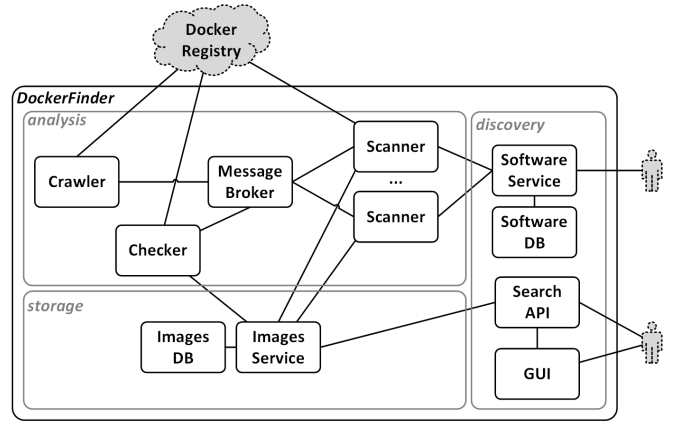 Docker
Registry
DockerFinder
analysis
discovery
Crawler
Message
Broker
Scanner
...
Scanner
Checker
Software
Service
Software
DB
storage
Images
DB
Images
Service
Search
API
GUI